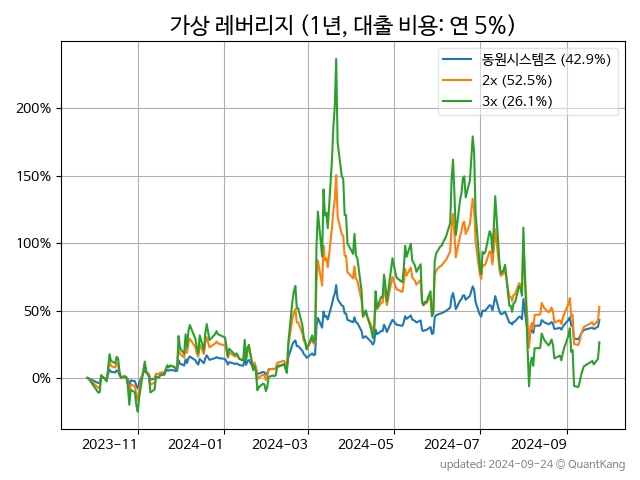 가상 레버리지 (1년, 대출 비용: 연 5%)
동원시스템즈 (42.9%)
2x (52.5%)
3x (26.1%)
200%
150%
100%
50%
0%
2023-11
2024-01
2024-03
2024-05
2024-07
2024-09
updated: 2024-09-24 © QuantKang